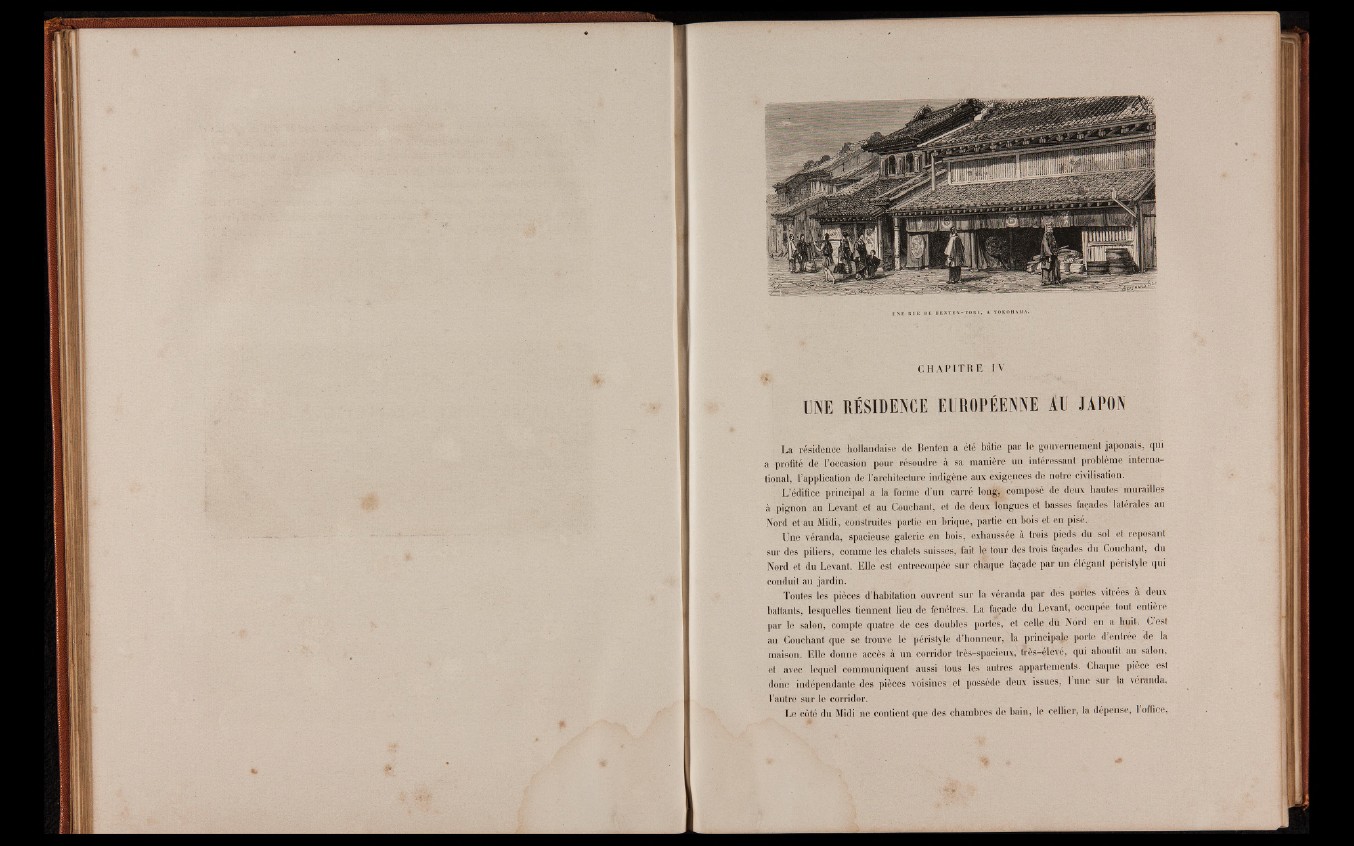 UNE RUE DE BENTEN-TORI, A YOKOHAMA.
CHAPITRE IV
UNE RÉSIDENCE EUROPÉENNE AU JAPON
La résidence hollandaise de Benten a été bâtie par le gouvernement japonais, qui
a profité de l'occasion pour résoudre à sa manière un intéressant problème interna-
tional, l'application de l'architecture indigène aux exigences de notre civilisation.
L'édifice principal a la forme d'un carré long, composé de deux hautes murailles
à pignon au Levant et au Couchant, et de deux longues et basses façades latérales au
Nord et au Midi, construites partie en brique, partie en bois et en pisé.
Une véranda, spacieuse galerie en bois, exhaussée à trois pieds du sol et reposant
sur des piliers, comme les chalets suisses, fait le tour des trois façades du Couchant, du
Nord et du Levant. Elle est entrecoupée sur chaque façade par un élégant péristyle qui
conduit au jardin.
Toutes les pièces d'habitation ouvrent sur la véranda par des portes vitrées à deux
battants, lesquelles tiennent lieu de fenêtres. La façade du Levant, occupée tout entière
par le salon, compte quatre de ces doubles portes, et celle du Nord en a huit. C'est
au Couchant que se trouve le péristyle d'honneur, la principale porte d'entrée de la
maison. Elle donne accès à un corridor très-spacieux, très-élevé, qui aboutit au salon,
et avec lequel communiquent aussi tous les autres appartements. Chaque pièce est
donc indépendante des pièces voisines et possède deux issues, l'une sur la véranda,
l'autre sur le corridor.
Le côté du Midi ne contient que des chambres de bain, le cellier, la dépense, l'office,